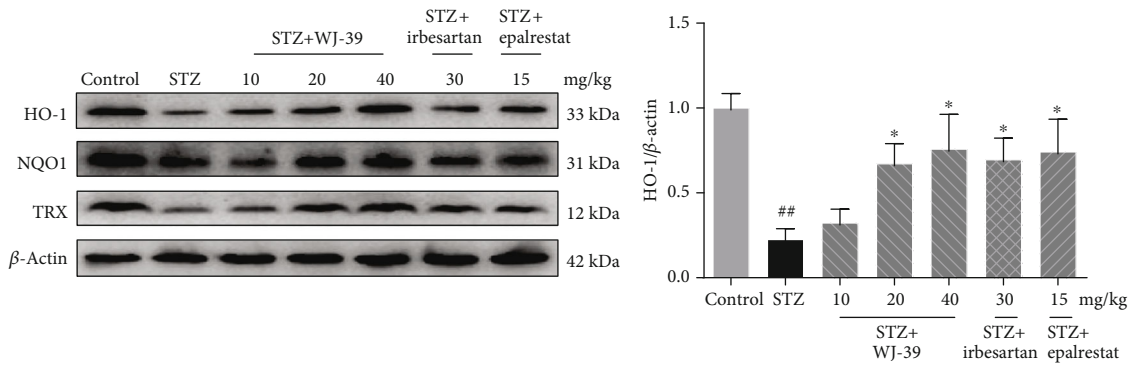 STZ+ STZ+
STZ+WJ-39 irbesartan epalrestat
Control STZ 10 20 40 30 15 mg/kg
HO-1 33 kDa
NQO1 31 kDa
TRX 12 kDa
β-Actin 42 kDa
HO-1/β-actin
1.5
1.0
0.5
0.0
##
*
*
*
*
Control STZ 10 20 40 30 15 mg/kg
STZ+ STZ+ STZ+
WJ-39 irbesartan epalrestat